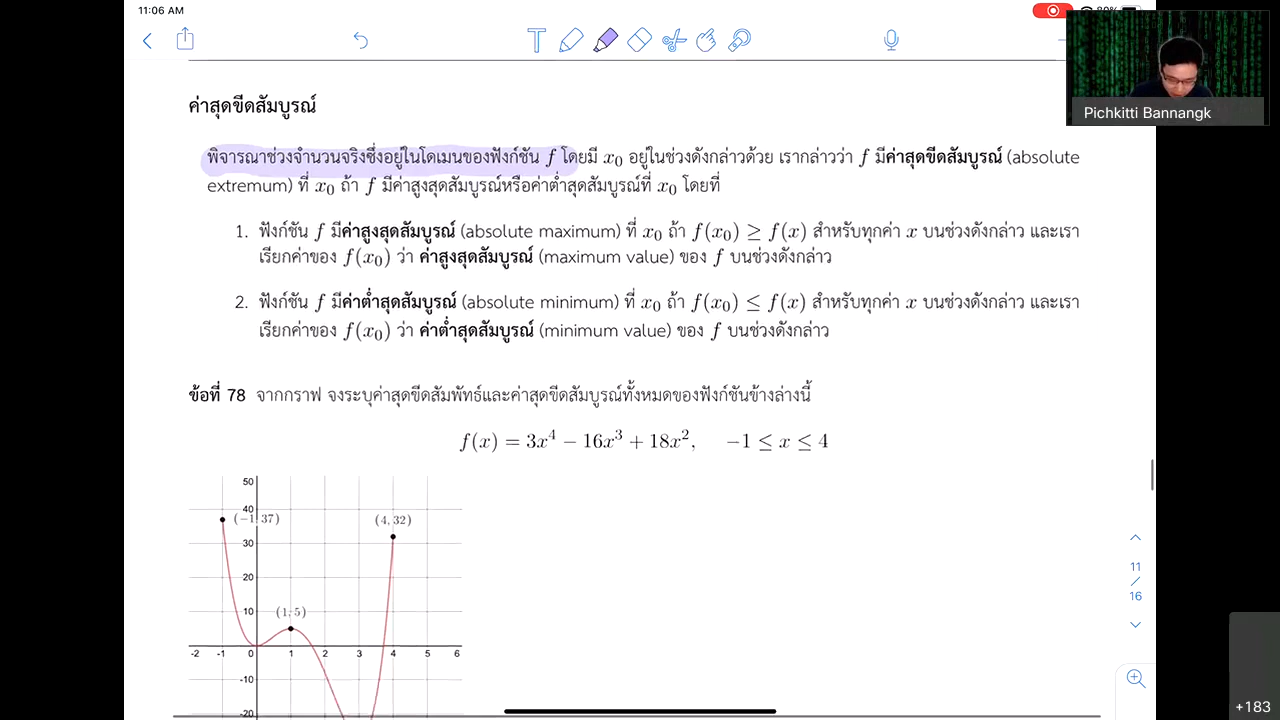 11:06 AM
80%
Pichkitti Bannangk
ค่าสุดขีดสัมบูรณ์
พิจารณาช่วงจำนวนจริงซึ่งอยู่ในโดเมนของฟังก์ชัน f โดยมี x₀ อยู่ในช่วงดังกล่าวด้วย เรากล่าวว่า f มีค่าสุดขีดสัมบูรณ์ (absolute
extremum) ที่ x₀ ถ้า f มีค่าสูงสุดสัมบูรณ์หรือค่าต่ำสุดสัมบูรณ์ที่ x₀ โดยที่
1. ฟังก์ชัน f มีค่าสูงสุดสัมบูรณ์ (absolute maximum) ที่ x₀ ถ้า f(x₀) ≥ f(x) สำหรับทุกค่า x บนช่วงดังกล่าว และเรา
เรียกค่าของ f(x₀) ว่า ค่าสูงสุดสัมบูรณ์ (maximum value) ของ f บนช่วงดังกล่าว
2. ฟังก์ชัน f มีค่าต่ำสุดสัมบูรณ์ (absolute minimum) ที่ x₀ ถ้า f(x₀) ≤ f(x) สำหรับทุกค่า x บนช่วงดังกล่าว และเรา
เรียกค่าของ f(x₀) ว่า ค่าต่ำสุดสัมบูรณ์ (minimum value) ของ f บนช่วงดังกล่าว
ข้อที่ 78 จากกราฟ จงระบุค่าสุดขีดสัมพัทธ์และค่าสุดขีดสัมบูรณ์ทั้งหมดของฟังก์ชันข้างล่างนี้
f(x) = 3x⁴ − 16x³ + 18x², −1 ≤ x ≤ 4
50
40
(−1, 37)
(4, 32)
30
20
10
(1, 5)
-2 -1 0 1 2 3 4 5 6
-10
-20
11
/
16
+183